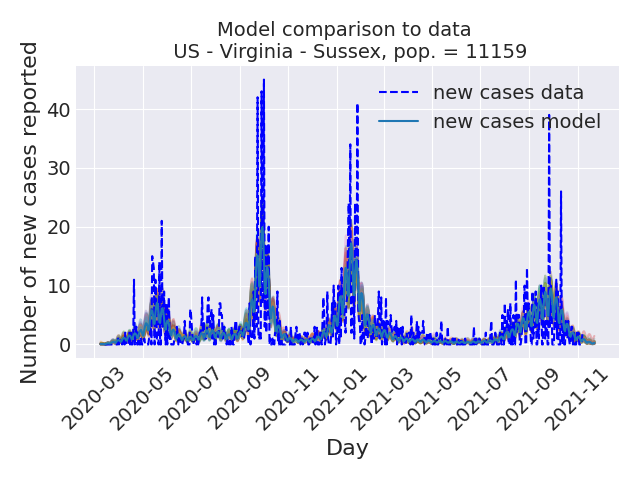 Model comparison to data
US - Virginia - Sussex, pop. = 11159
new cases data
new cases model
Number of new cases reported
40
30
20
10
0
2020-03
2020-05
2020-07
2020-09
2020-11
2021-01
2021-03
2021-05
2021-07
2021-09
2021-11
Day